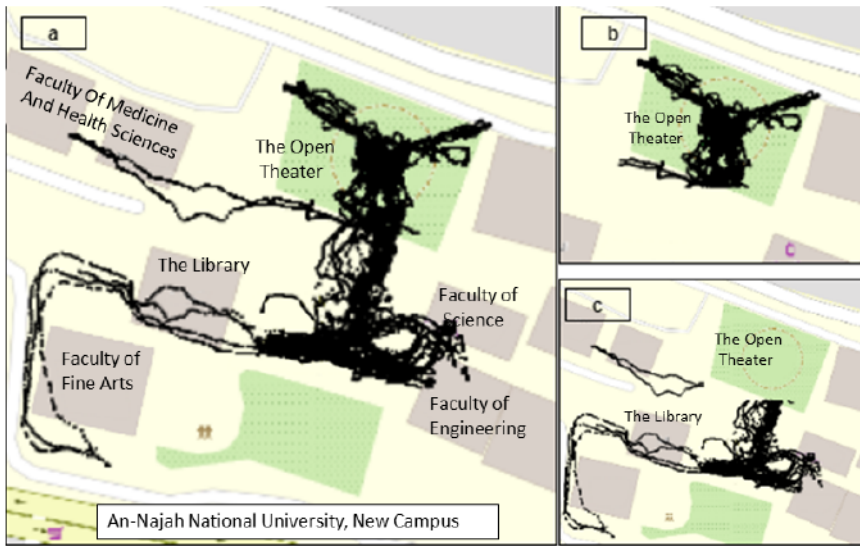 a
Faculty Of Medicine
And Health Sciences
The Open
Theater
The Library
Faculty of
Science
Faculty of
Fine Arts
Faculty of
Engineering
An-Najah National University, New Campus
b
The Open
Theater
c
The Open
Theater
The Library